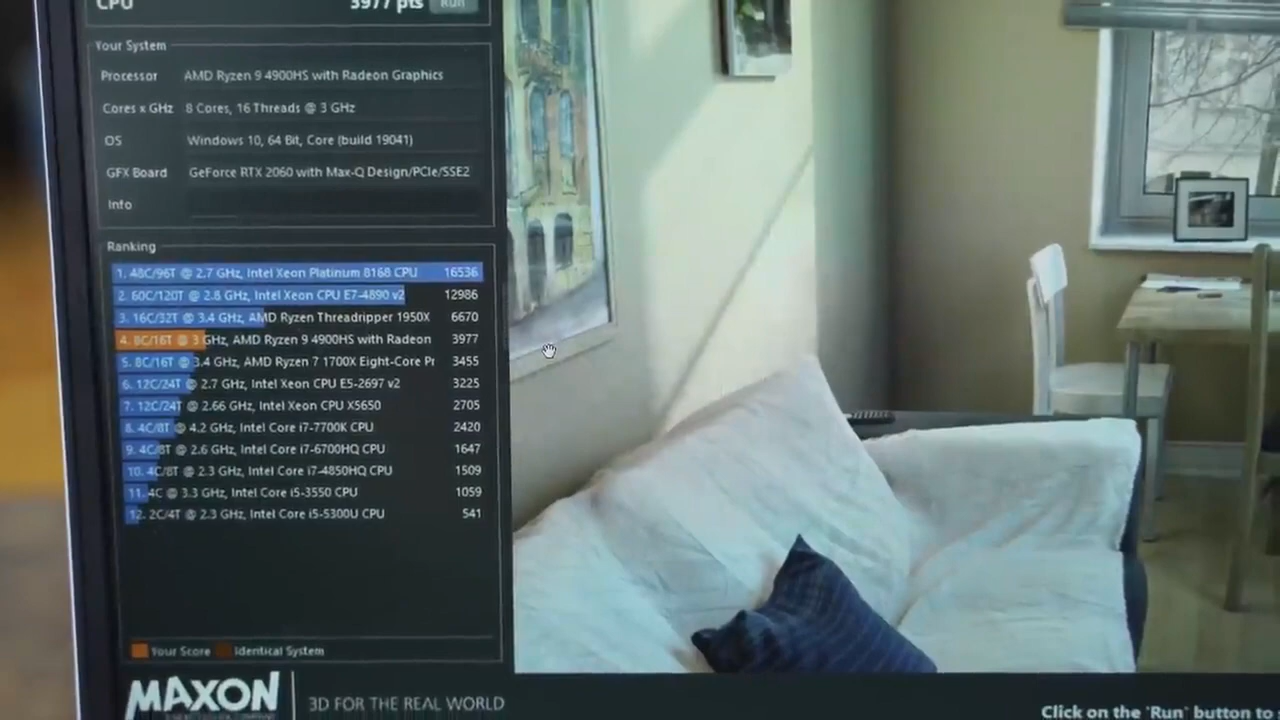 CPU 3977 pts Run
Your System
Processor AMD Ryzen 9 4900HS with Radeon Graphics
Cores x GHz 8 Cores, 16 Threads @ 3 GHz
OS Windows 10, 64 Bit, Core (build 19041)
GFX Board GeForce RTX 2060 with Max-Q Design/PCIe/SSE2
Info
Ranking
1. 48C/96T @ 2.7 GHz, Intel Xeon Platinum 8168 CPU 16536
2. 60C/120T @ 2.8 GHz, Intel Xeon CPU E7-4890 v2 12986
3. 16C/32T @ 3.4 GHz, AMD Ryzen Threadripper 1950X 6670
4. 8C/16T @ 3 GHz, AMD Ryzen 9 4900HS with Radeon 3977
5. 8C/16T @ 3.4 GHz, AMD Ryzen 7 1700X Eight-Core Pr 3455
6. 12C/24T @ 2.7 GHz, Intel Xeon CPU E5-2697 v2 3225
7. 12C/24T @ 2.66 GHz, Intel Xeon CPU X5650 2705
8. 4C/8T @ 4.2 GHz, Intel Core i7-7700K CPU 2420
9. 4C/8T @ 2.6 GHz, Intel Core i7-6700HQ CPU 1647
10. 4C/8T @ 2.3 GHz, Intel Core i7-4850HQ CPU 1509
11. 4C @ 3.3 GHz, Intel Core i5-3550 CPU 1059
12. 2C/4T @ 2.3 GHz, Intel Core i5-5300U CPU 541
Your Score Identical System
MAXON 3D FOR THE REAL WORLD
Click on the 'Run' button to